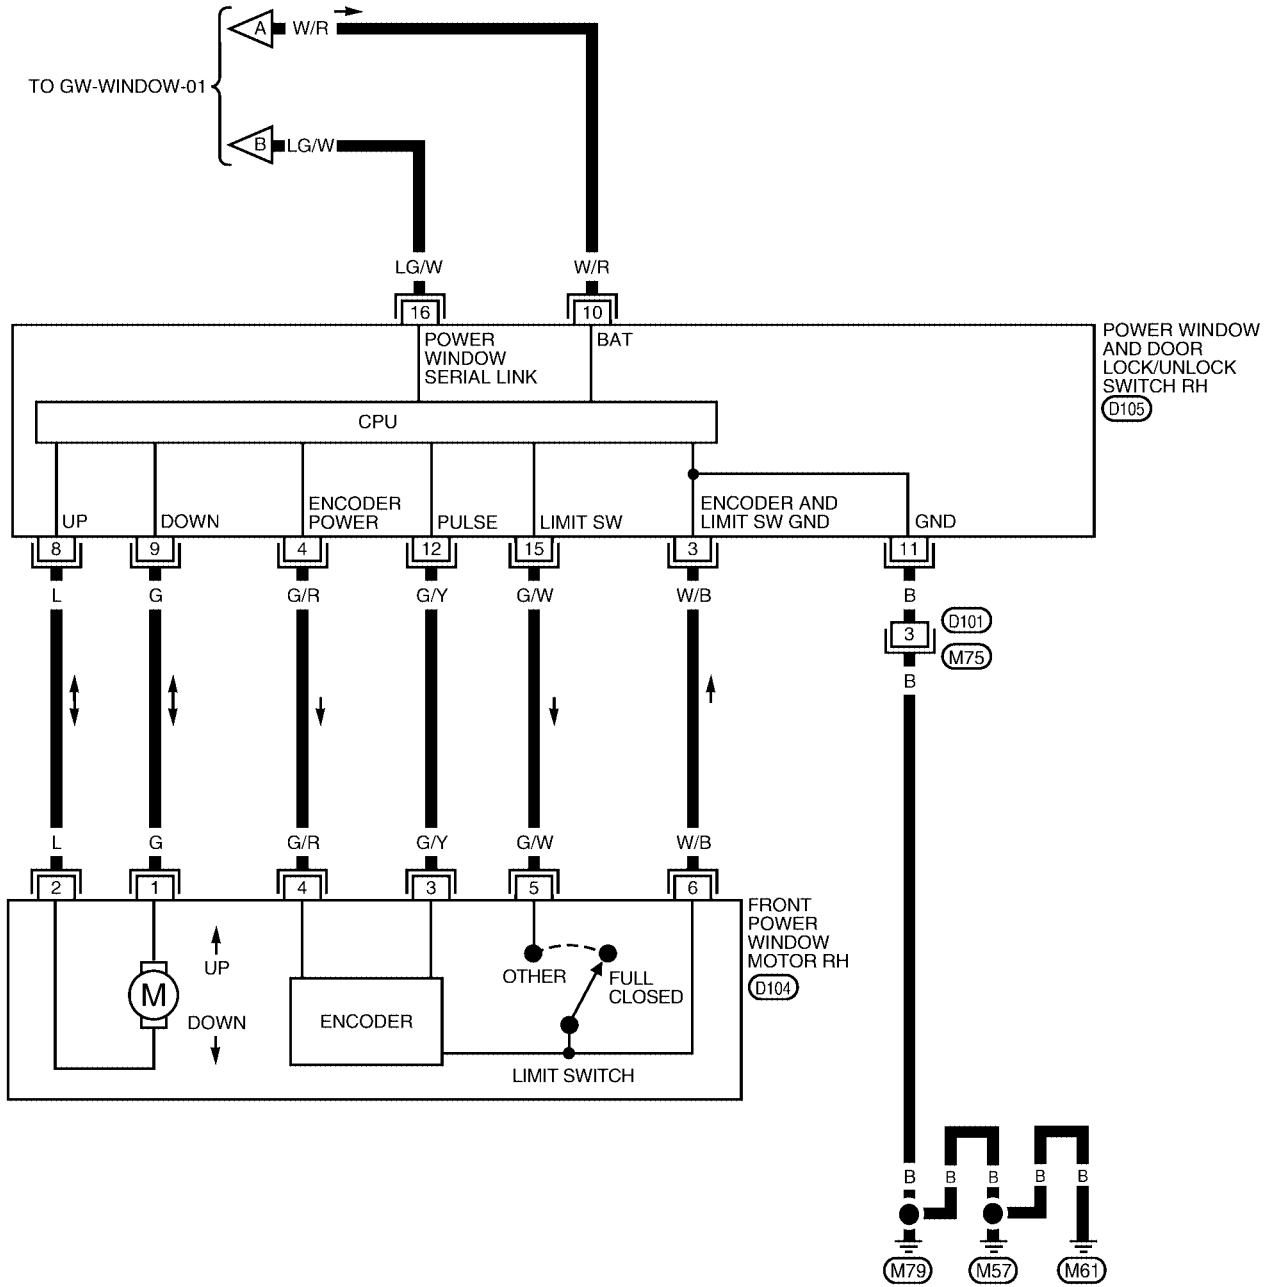 A W/R
TO GW-WINDOW-01
B LG/W
LG/W W/R
16 10
POWER
WINDOW
SERIAL LINK
BAT
POWER WINDOW
AND DOOR
LOCK/UNLOCK
SWITCH RH
D105
CPU
UP
DOWN
ENCODER
POWER
PULSE
LIMIT SW
ENCODER AND
LIMIT SW GND
GND
8 9 4 12 15 3 11
L G G/R G/Y G/W W/B B
3
D101
M75
B
L G G/R G/Y G/W W/B
2 1 4 3 5 6
FRONT
POWER
WINDOW
MOTOR RH
D104
UP
M
DOWN
ENCODER
OTHER
FULL
CLOSED
LIMIT SWITCH
B B B B B
M79 M57 M61